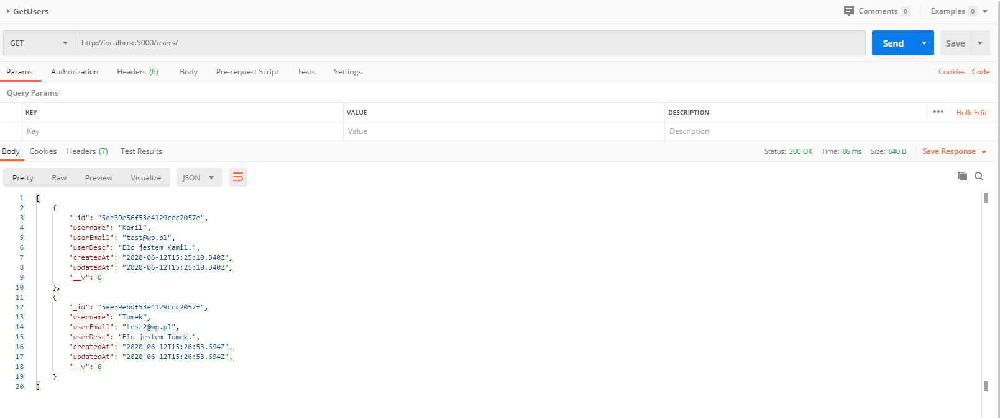 GetUsers Comments 0 Examples 0
GET http://localhost:5000/users/ Send Save
Params Authorization Headers (6) Body Pre-request Script Tests Settings Cookies Code
Query Params
KEY VALUE DESCRIPTION ••• Bulk Edit
Key Value Description
Body Cookies Headers (7) Test Results Status: 200 OK Time: 86 ms Size: 640 B Save Response
Pretty Raw Preview Visualize JSON
1 [
2 {
3 "_id": "5ee39e56f53e4129ccc2057e",
4 "username": "Kamil",
5 "userEmail": "test@wp.pl",
6 "userDesc": "Elo jestem Kamil.",
7 "createdAt": "2020-06-12T15:25:10.340Z",
8 "updatedAt": "2020-06-12T15:25:10.340Z",
9 "__v": 0
10 },
11 {
12 "_id": "5ee39ebdf53e4129ccc2057f",
13 "username": "Tomek",
14 "userEmail": "test2@wp.pl",
15 "userDesc": "Elo jestem Tomek.",
16 "createdAt": "2020-06-12T15:26:53.694Z",
17 "updatedAt": "2020-06-12T15:26:53.694Z",
18 "__v": 0
19 }
20 ]